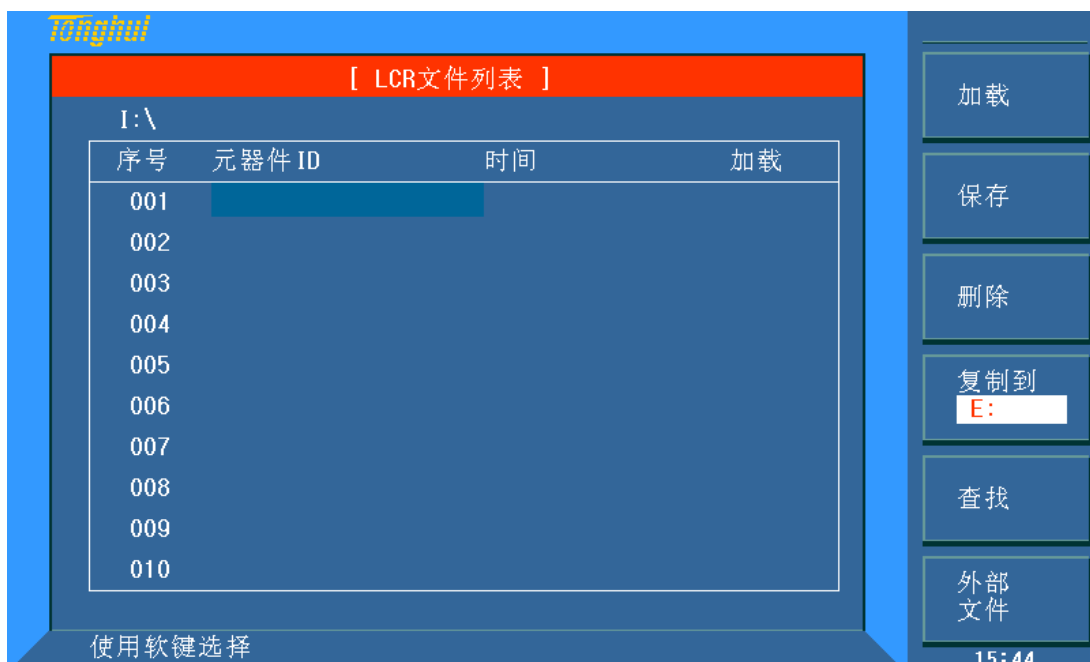 Tonghui
[ LCR文件列表 ]
I:\
序号 元器件ID 时间 加载
001
002
003
004
005
006
007
008
009
010
使用软键选择
加载
保存
删除
复制到
E:
查找
外部
文件
15:44